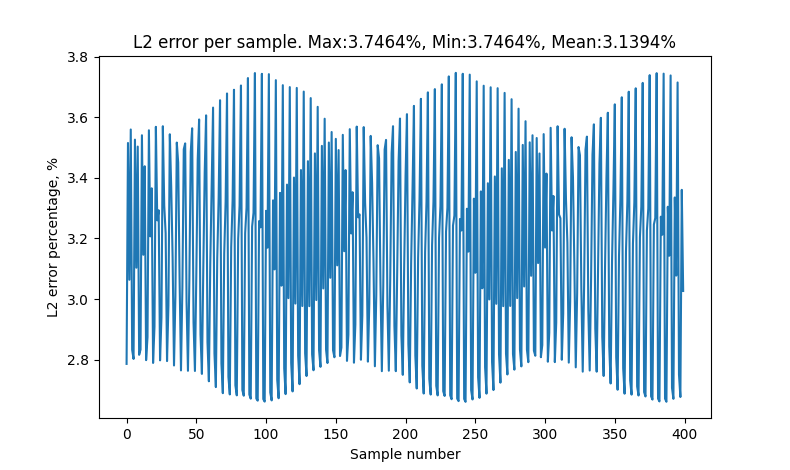 L2 error per sample. Max:3.7464%, Min:3.7464%, Mean:3.1394%
3.8
3.6
3.4
3.2
3.0
2.8
L2 error percentage, %
0 50 100 150 200 250 300 350 400
Sample number